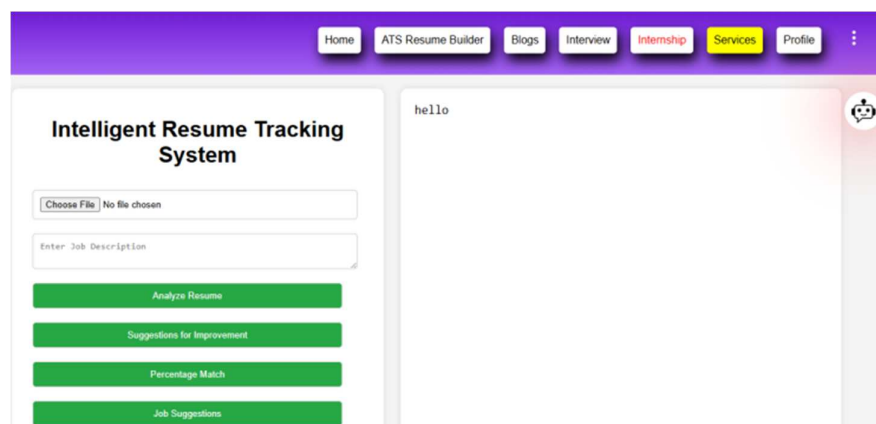 Home ATS Resume Builder Blogs Interview Internship Services Profile
Intelligent Resume Tracking
System
Choose File No file chosen
Enter Job Description
Analyze Resume
Suggestions for Improvement
Percentage Match
Job Suggestions
hello